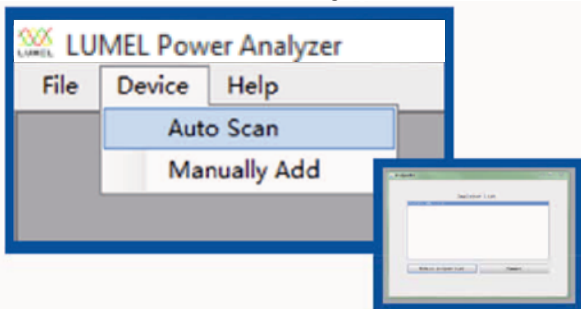 LUMEL LUMEL Power Analyzer
File Device Help
Auto Scan
Manually Add